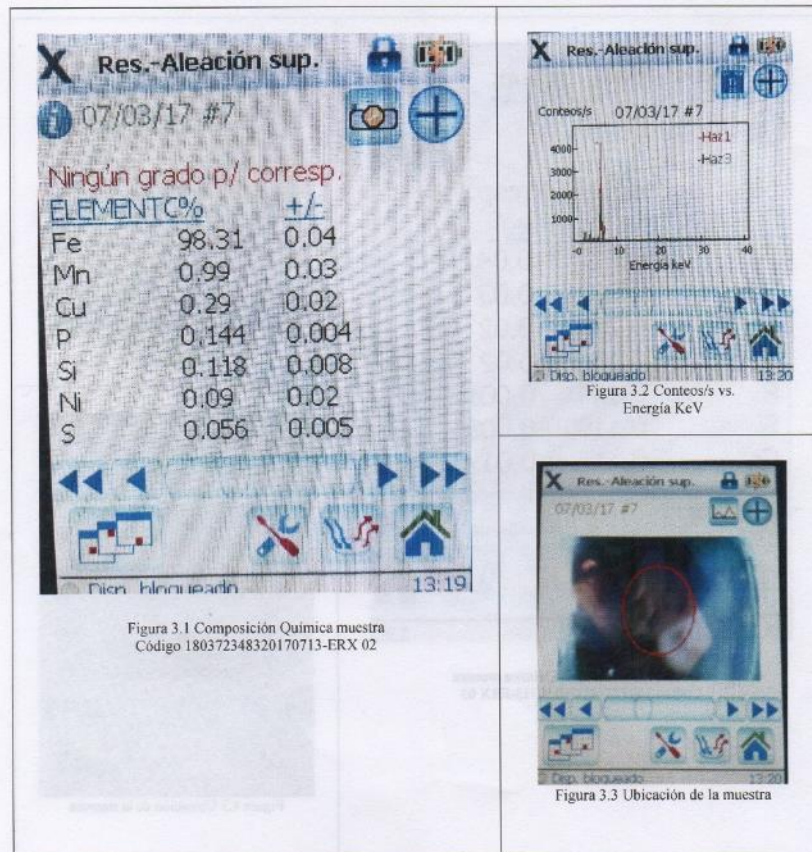 X Res.-Aleación sup.
07/03/17 #7
Ningún grado p/ corresp.
ELEMENTC% +/-
Fe 98.31 0.04
Mn 0.99 0.03
Cu 0.29 0.02
P 0.144 0.004
Si 0.118 0.008
Ni 0.09 0.02
S 0.056 0.005
Disp. bloqueado 13:19
Figura 3.1 Composición Química muestra
Código 180372348320170713-ERX 02
X Res.-Aleación sup.
Conteos/s 07/03/17 #7
-Haz1
-Haz3
4000
3000
2000
1000
-0 10 20 30 40
Energía keV
Disp. bloqueado 13:20
Figura 3.2 Conteos/s vs.
Energía KeV
X Res.-Aleación sup.
07/03/17 #7
Disp. bloqueado 13:20
Figura 3.3 Ubicación de la muestra